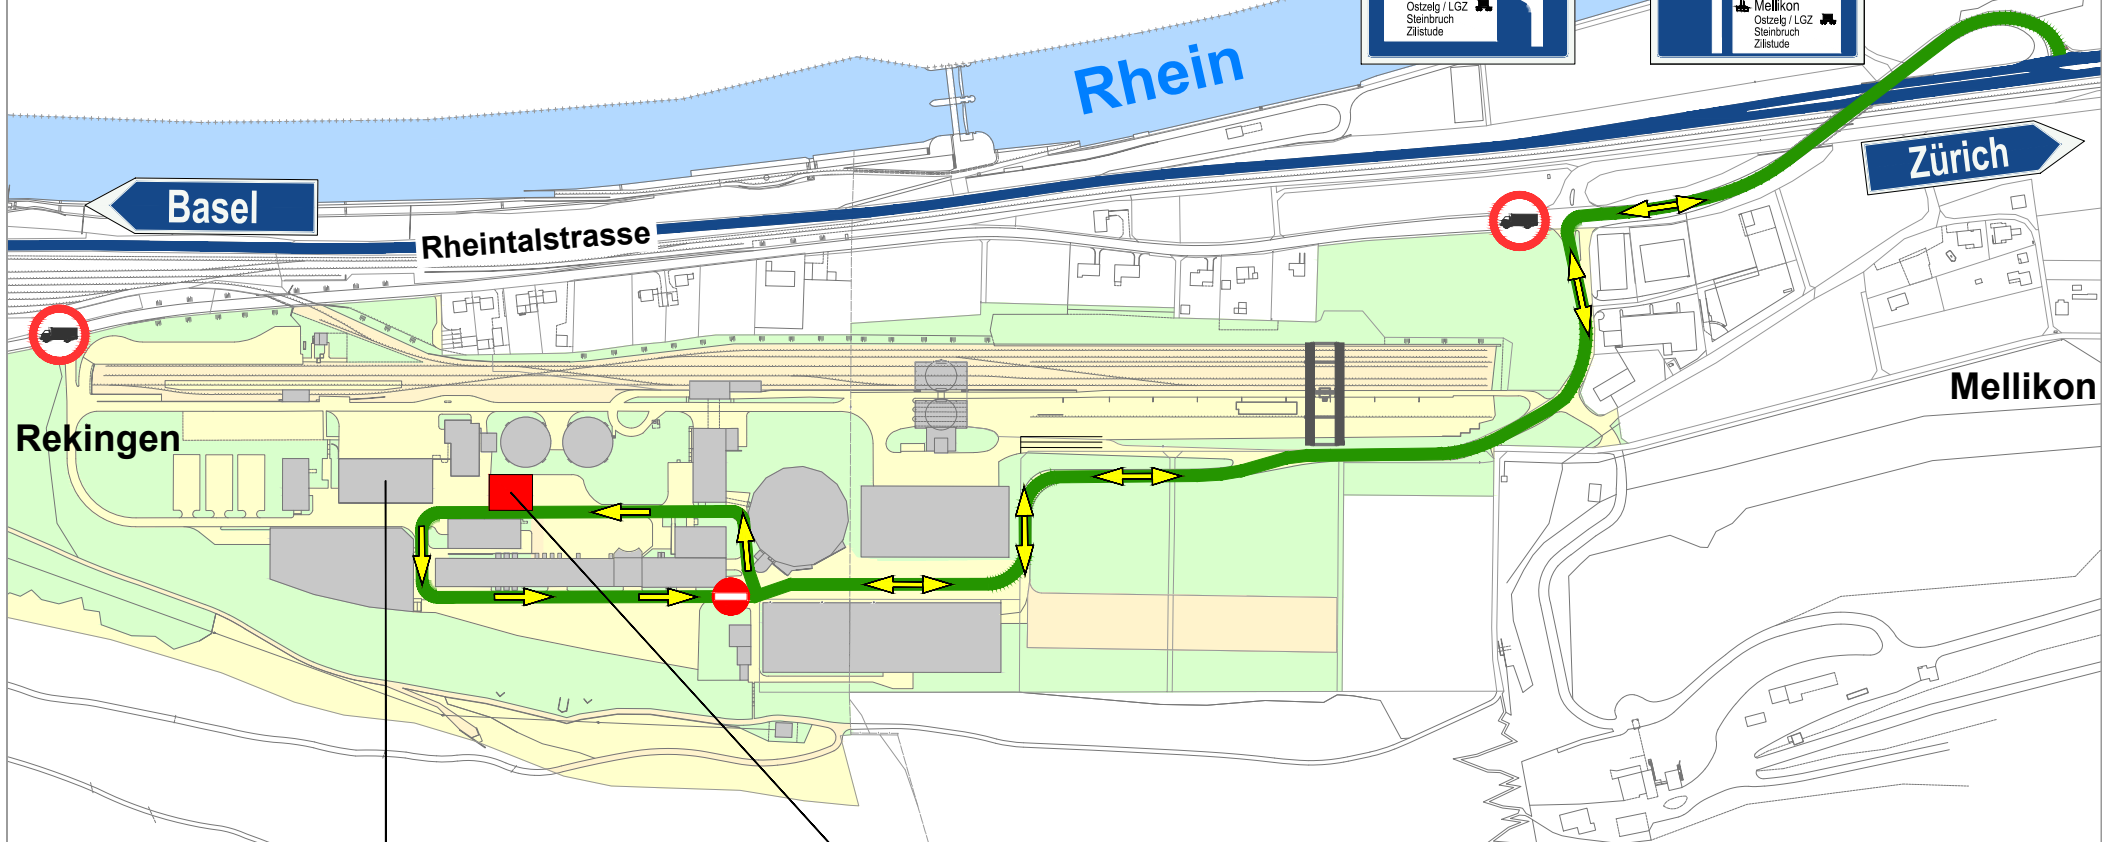 Ostzelg / LGZ
Steinbruch
Zilistude
Mellikon
Ostzelg / LGZ
Steinbruch
Zilistude
Rhein
Zürich
Basel
Rheintalstrasse
Mellikon
Rekingen